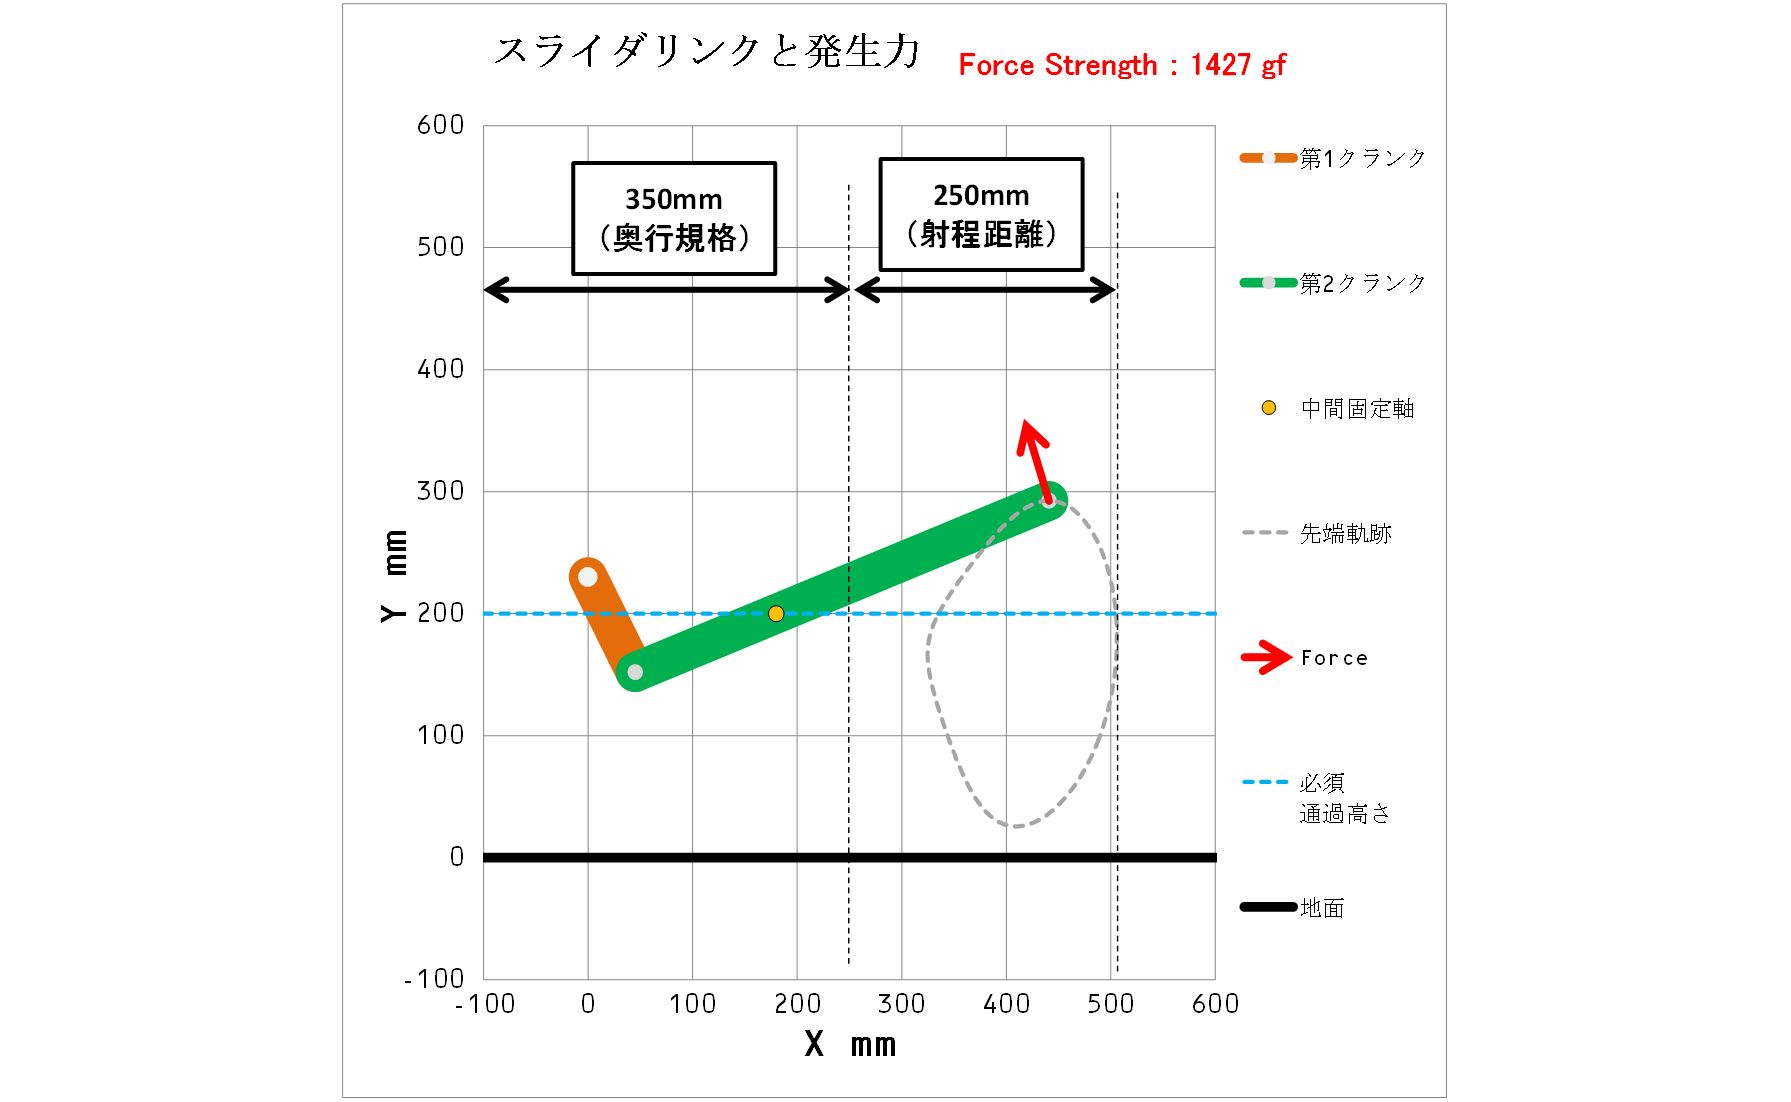 スライダリンクと発生力
Force Strength : 1427 gf
350mm
（奥行規格）
250mm
（射程距離）
600
500
400
300
200
100
0
-100
Y mm
-100 0 100 200 300 400 500 600
X mm
第1クランク
第2クランク
中間固定軸
先端軌跡
Force
必須
通過高さ
地面